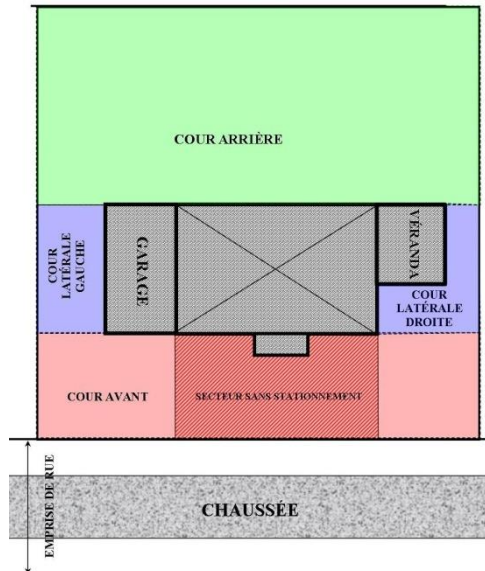 COUR ARRIÈRE
COUR
LATÉRALE
GAUCHE
GARAGE
VÉRANDA
COUR
LATÉRALE
DROITE
COUR AVANT
SECTEUR SANS STATIONNEMENT
EMPRISE DE RUE
CHAUSSÉE